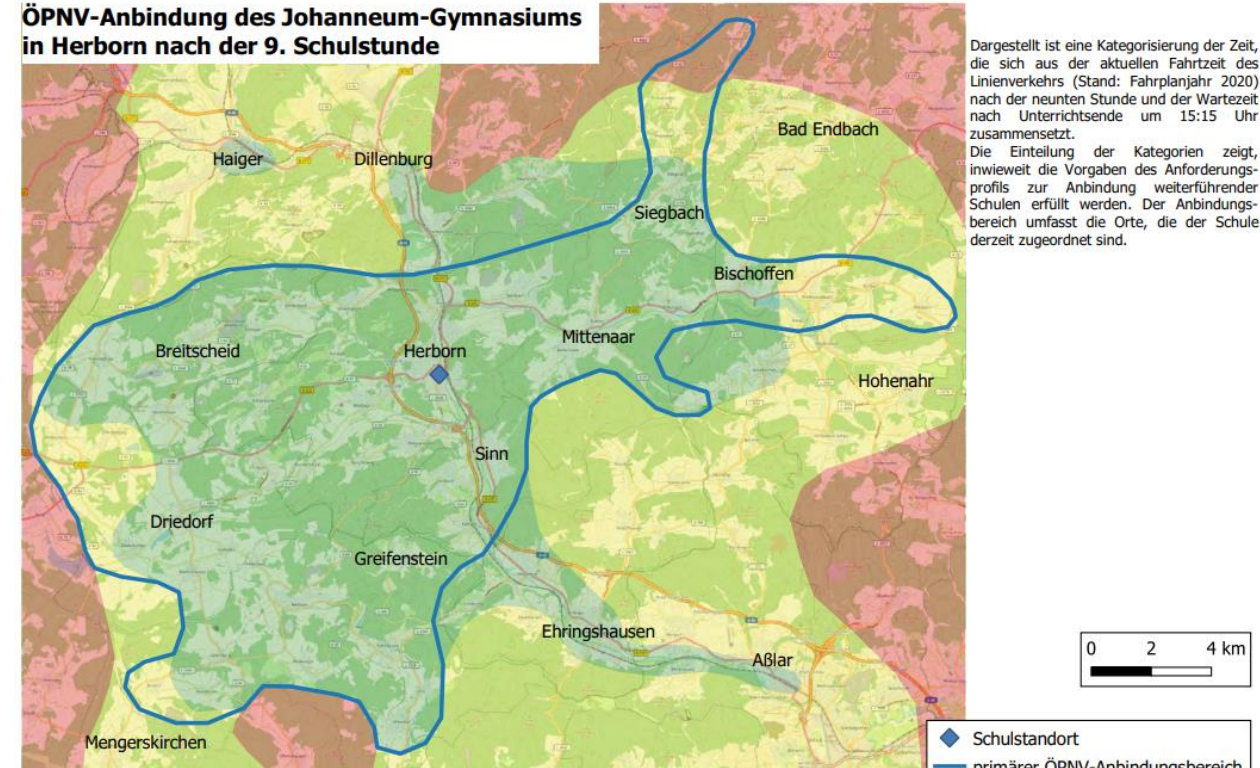 ÖPNV-Anbindung des Johanneum-Gymnasiums
in Herborn nach der 9. Schulstunde
Dargestellt ist eine Kategorisierung der Zeit,
die sich aus der aktuellen Fahrtzeit des
Linienverkehrs (Stand: Fahrplanjahr 2020)
nach der neunten Stunde und der Wartezeit
nach Unterrichtsende um 15:15 Uhr
zusammensetzt.
Die Einteilung der Kategorien zeigt,
inwieweit die Vorgaben des Anforderungs-
profils zur Anbindung weiterführender
Schulen erfüllt werden. Der Anbindungs-
bereich umfasst die Orte, die der Schule
derzeit zugeordnet sind.
Bad Endbach
Haiger
Dillenburg
Siegbach
Bischoffen
Mittenaar
Breitscheid
Herborn
Hohenahr
Sinn
Driedorf
Greifenstein
Ehringshausen
Aßlar
Mengerskirchen
0 2 4 km
Schulstandort
primärer ÖPNV-Anbindungsbereich